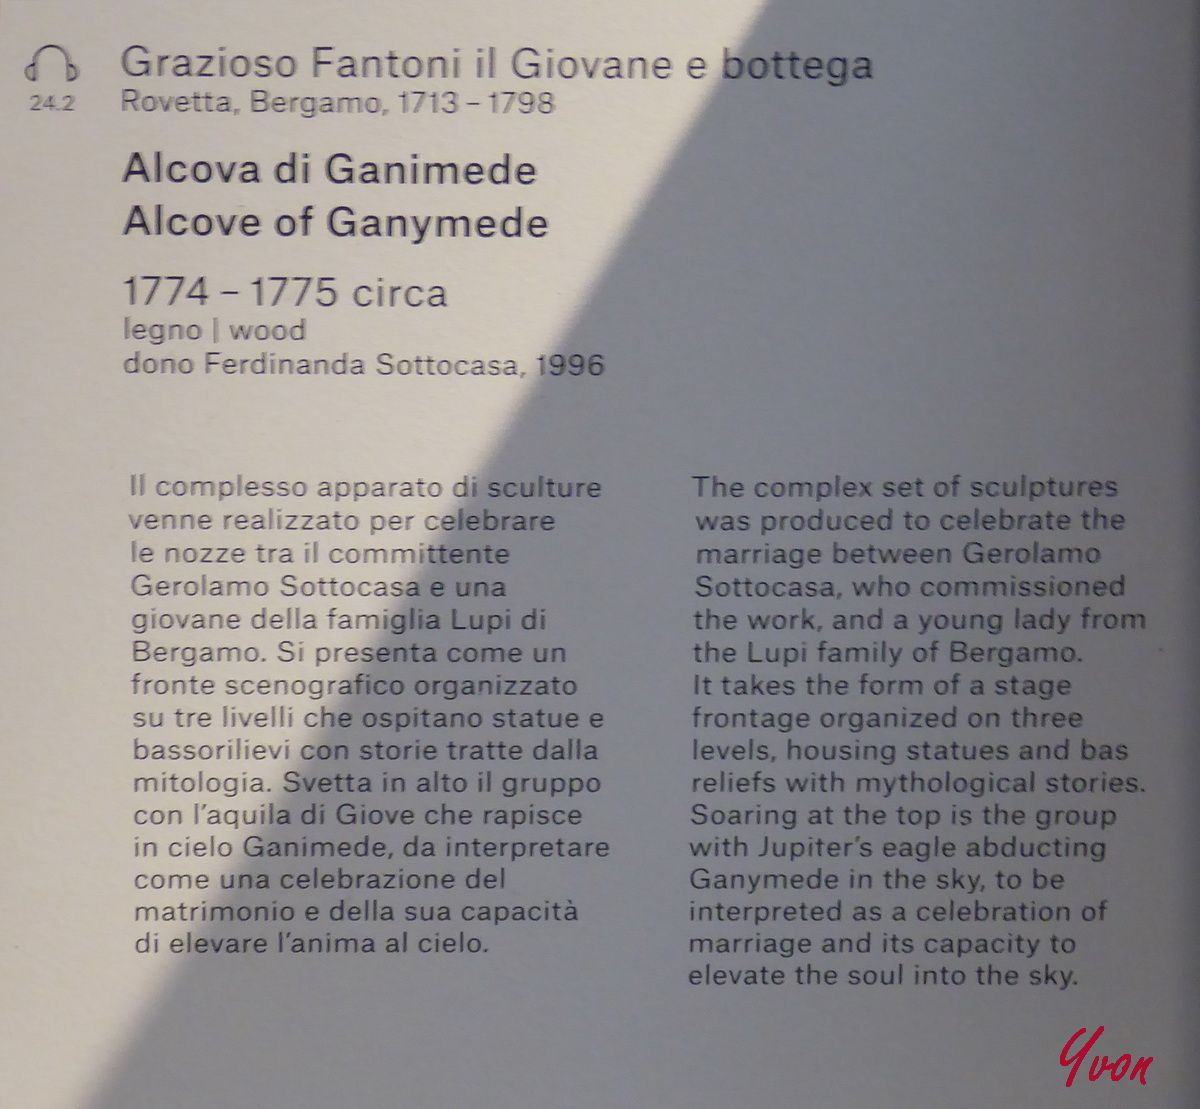 Grazioso Fantoni il Giovane e bottega
24.2
Rovetta, Bergamo, 1713 – 1798
Alcova di Ganimede
Alcove of Ganymede
1774 – 1775 circa
legno | wood
dono Ferdinanda Sottocasa, 1996
Il complesso apparato di sculture
venne realizzato per celebrare
le nozze tra il committente
Gerolamo Sottocasa e una
giovane della famiglia Lupi di
Bergamo. Si presenta come un
fronte scenografico organizzato
su tre livelli che ospitano statue e
bassorilievi con storie tratte dalla
mitologia. Svetta in alto il gruppo
con l'aquila di Giove che rapisce
in cielo Ganimede, da interpretare
come una celebrazione del
matrimonio e della sua capacità
di elevare l'anima al cielo.
The complex set of sculptures
was produced to celebrate the
marriage between Gerolamo
Sottocasa, who commissioned
the work, and a young lady from
the Lupi family of Bergamo.
It takes the form of a stage
frontage organized on three
levels, housing statues and bas
reliefs with mythological stories.
Soaring at the top is the group
with Jupiter's eagle abducting
Ganymede in the sky, to be
interpreted as a celebration of
marriage and its capacity to
elevate the soul into the sky.
Yvon